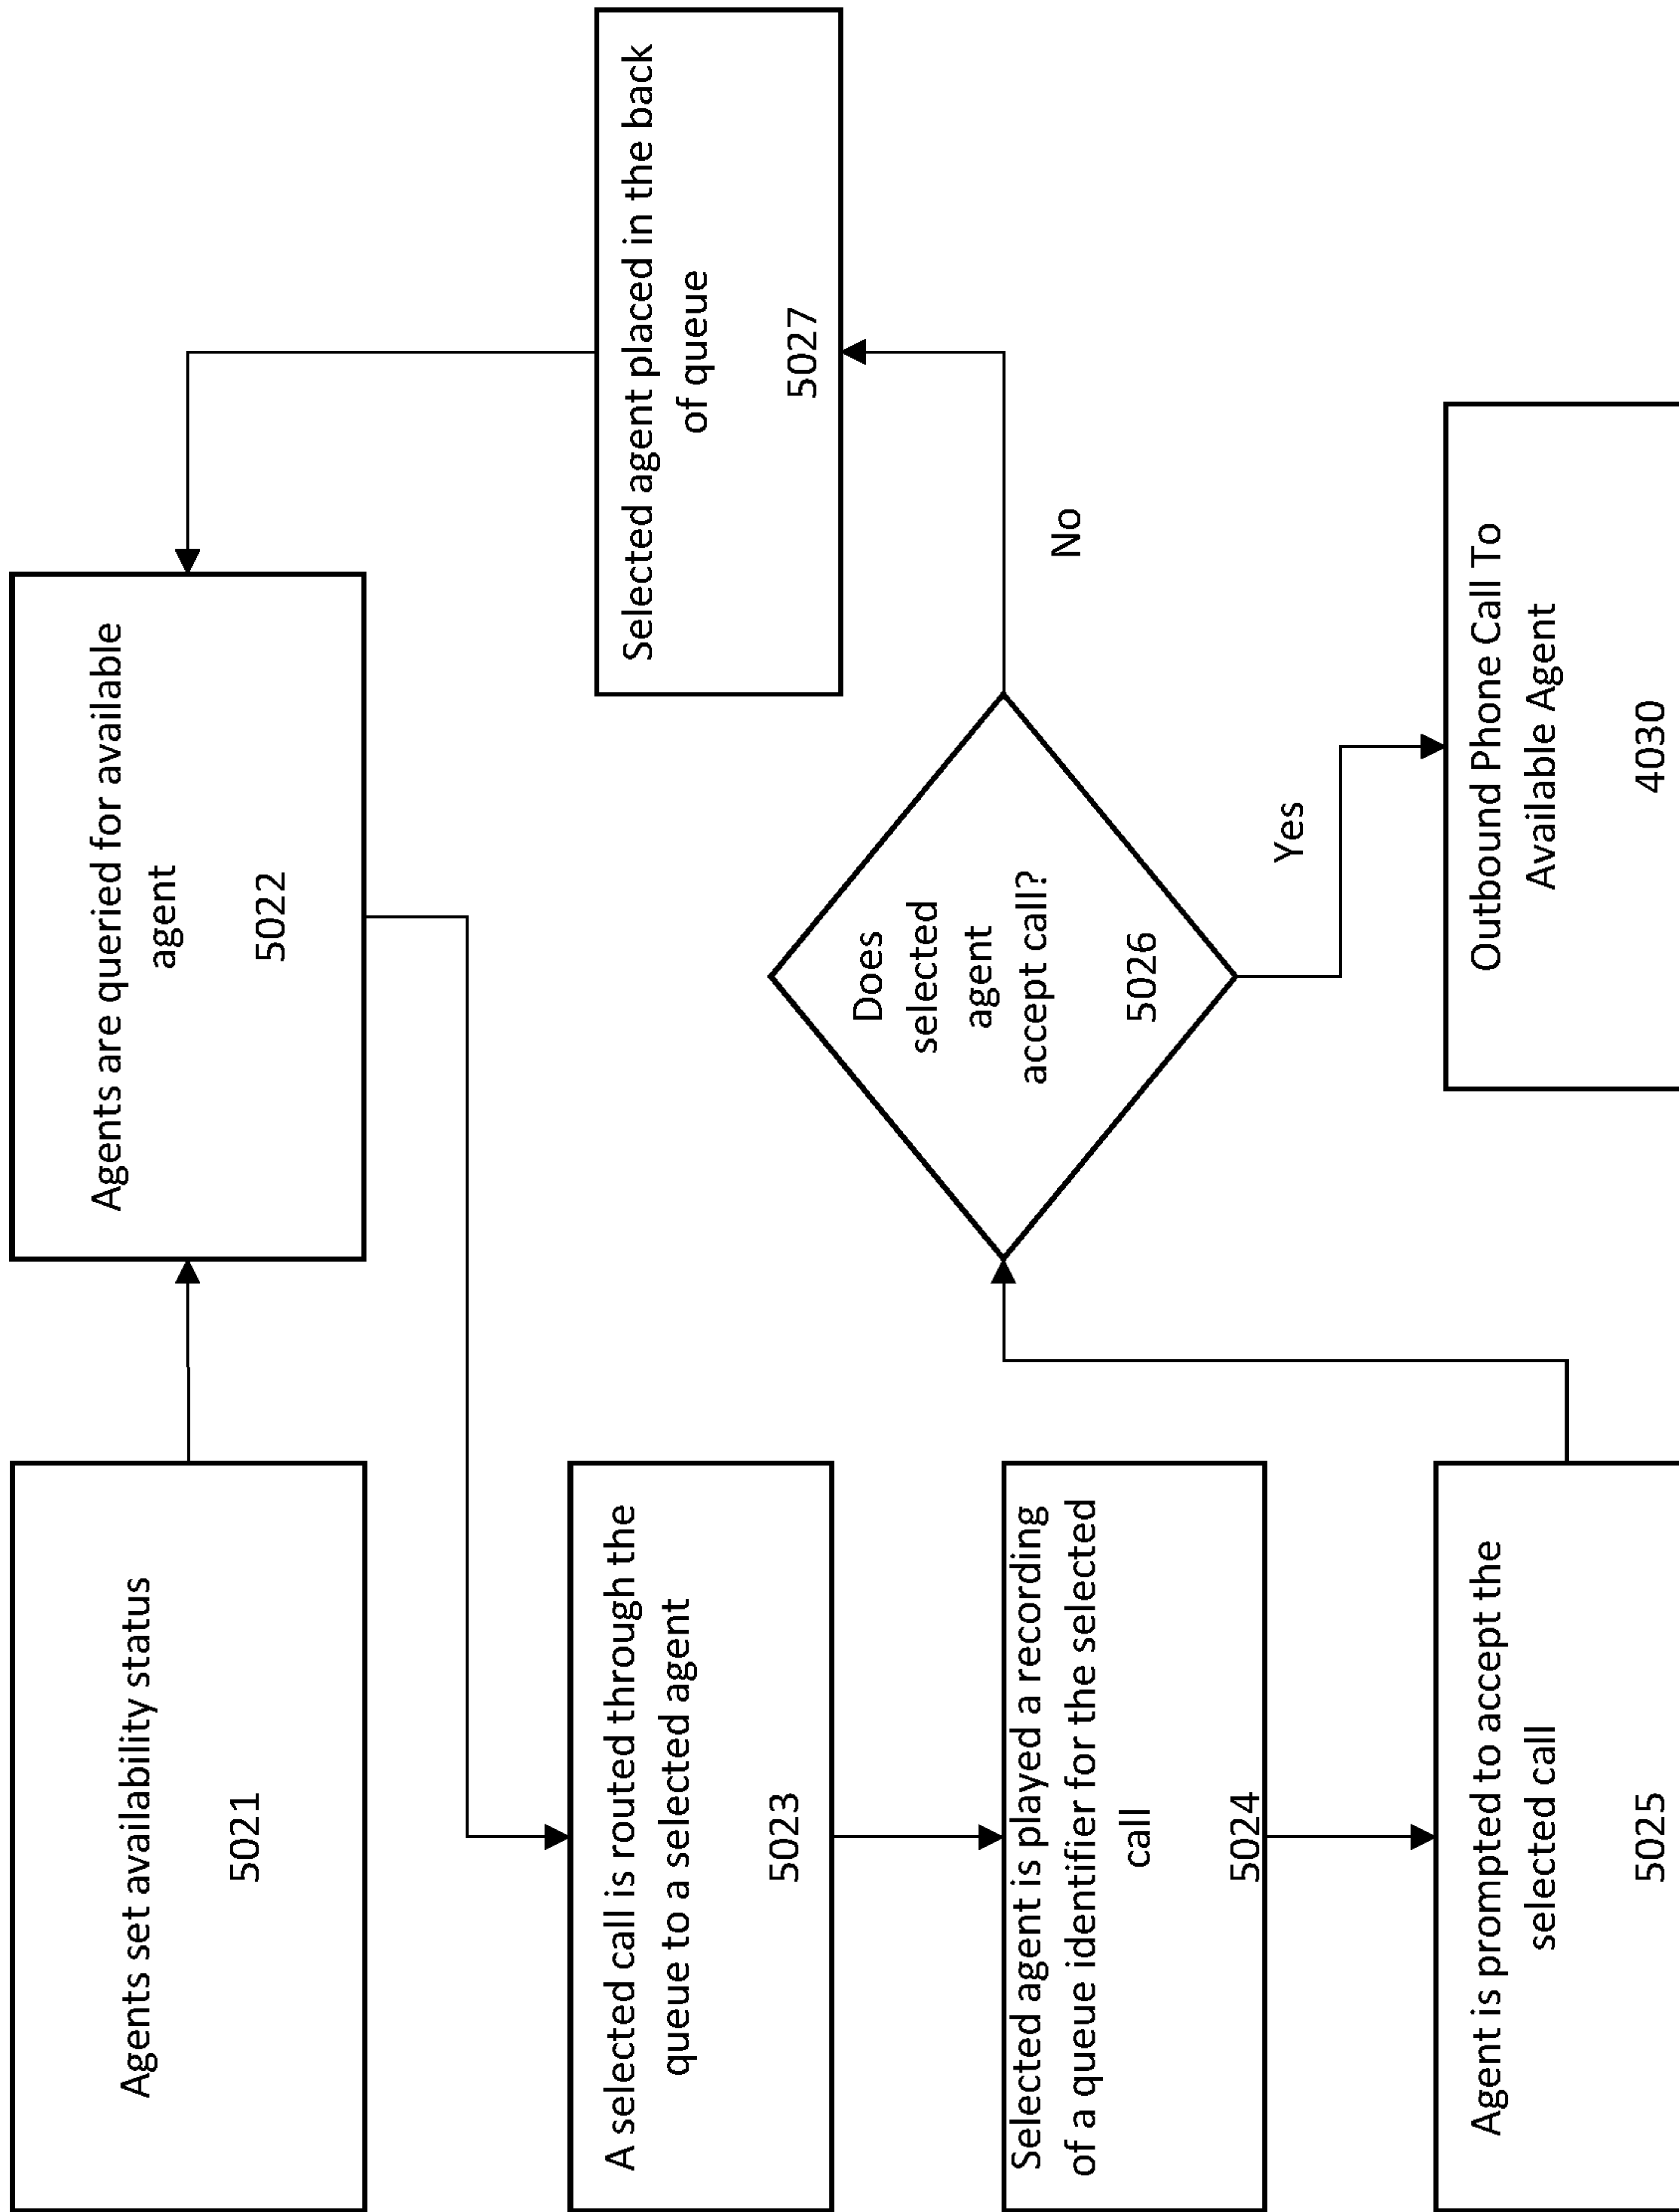 Agents set availability status
5021
Agents are queried for available
agent
5022
A selected call is routed through the
queue to a selected agent
5023
Selected agent is played a recording
of a queue identifier for the selected
call
5024
Agent is prompted to accept the
selected call
5025
Does
selected
agent
accept call?
5026
No
Yes
Selected agent placed in the back
of queue
5027
Outbound Phone Call To
Available Agent
4030